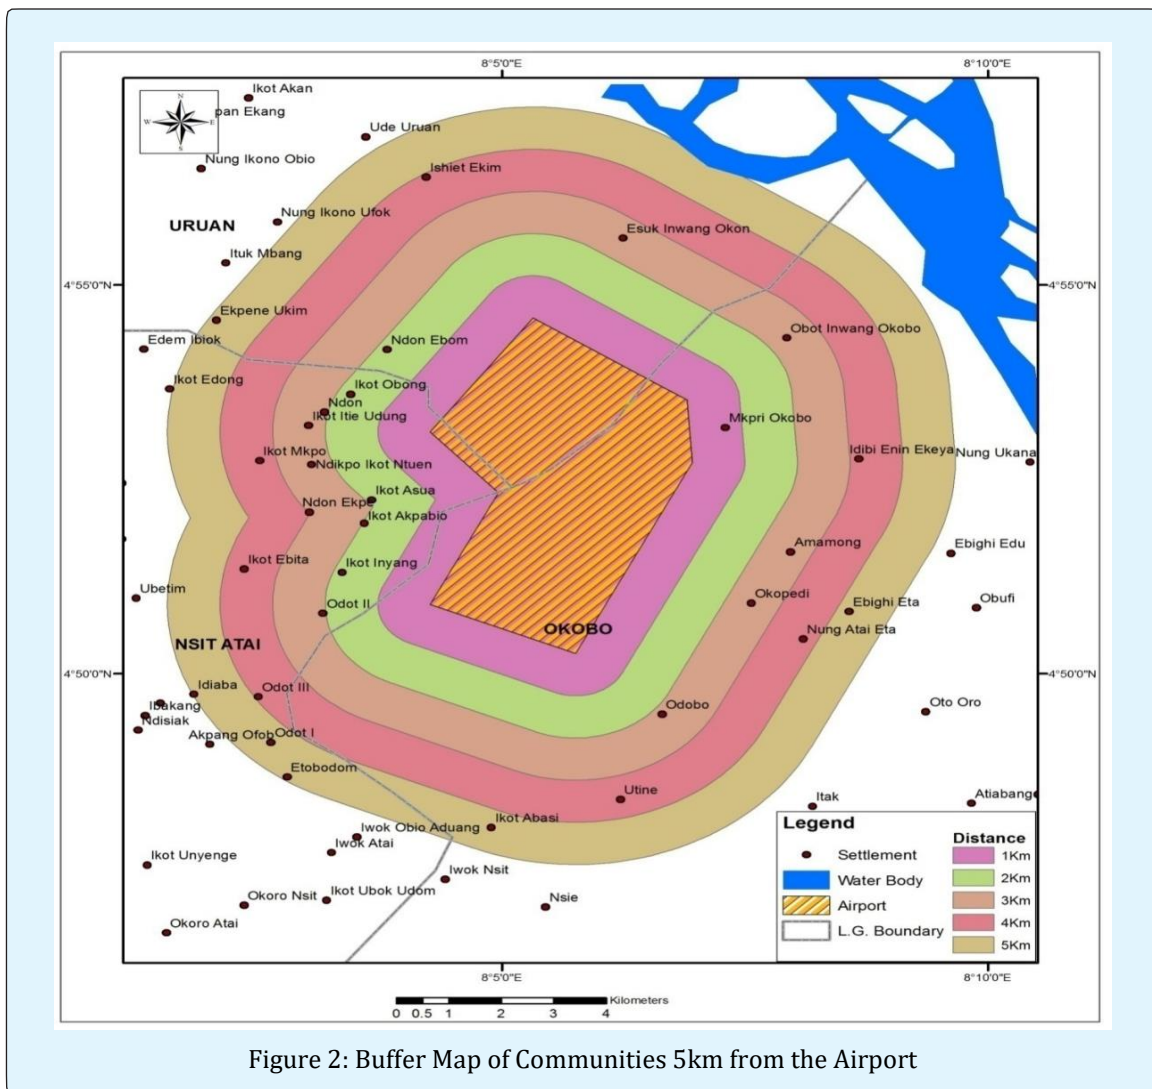 8°5'0"E
8°10'0"E
N
W
E
S
Ikot Akan
pan Ekang
Ude Uruan
Nung Ikono Obio
Ishiet Ekim
Nung Ikono Ufok
URUAN
Esuk Inwang Okon
Ituk Mbang
4°55'0"N
4°55'0"N
Ekpene Ukim
Obot Inwang Okobo
Edem Ibiok
Ndon Ebom
Ikot Edong
Ikot Obong
Ndon
Ikot Itie Udung
Mkpri Okobo
Ikot Mkpo
Ndikpo Ikot Ntuen
Idibi Enin Ekeya
Nung Ukana
Ikot Asua
Ndon Ekpe
Ikot Akpabio
Amamong
Ebighi Edu
Ikot Ebita
Ikot Inyang
Ubetim
Okopedi
Ebighi Eta
Obufi
Odot II
OKOBO
Nung Atai Eta
NSIT ATAI
4°50'0"N
4°50'0"N
Idiaba
Odot III
Ibakang
Oto Oro
Ndisiak
Odobo
Akpang Ofob
Odot I
Etobodom
Utine
Itak
Atiabang
Ikot Abasi
Iwok Obio Aduang
Iwok Atai
Ikot Unyenge
Iwok Nsit
Okoro Nsit
Ikot Ubok Udom
Nsie
Okoro Atai
Legend
Settlement
Water Body
Airport
L.G. Boundary
Distance
1Km
2Km
3Km
4Km
5Km
8°5'0"E
8°10'0"E
Kilometers
0 0.5 1 2 3 4
Figure 2: Buffer Map of Communities 5km from the Airport